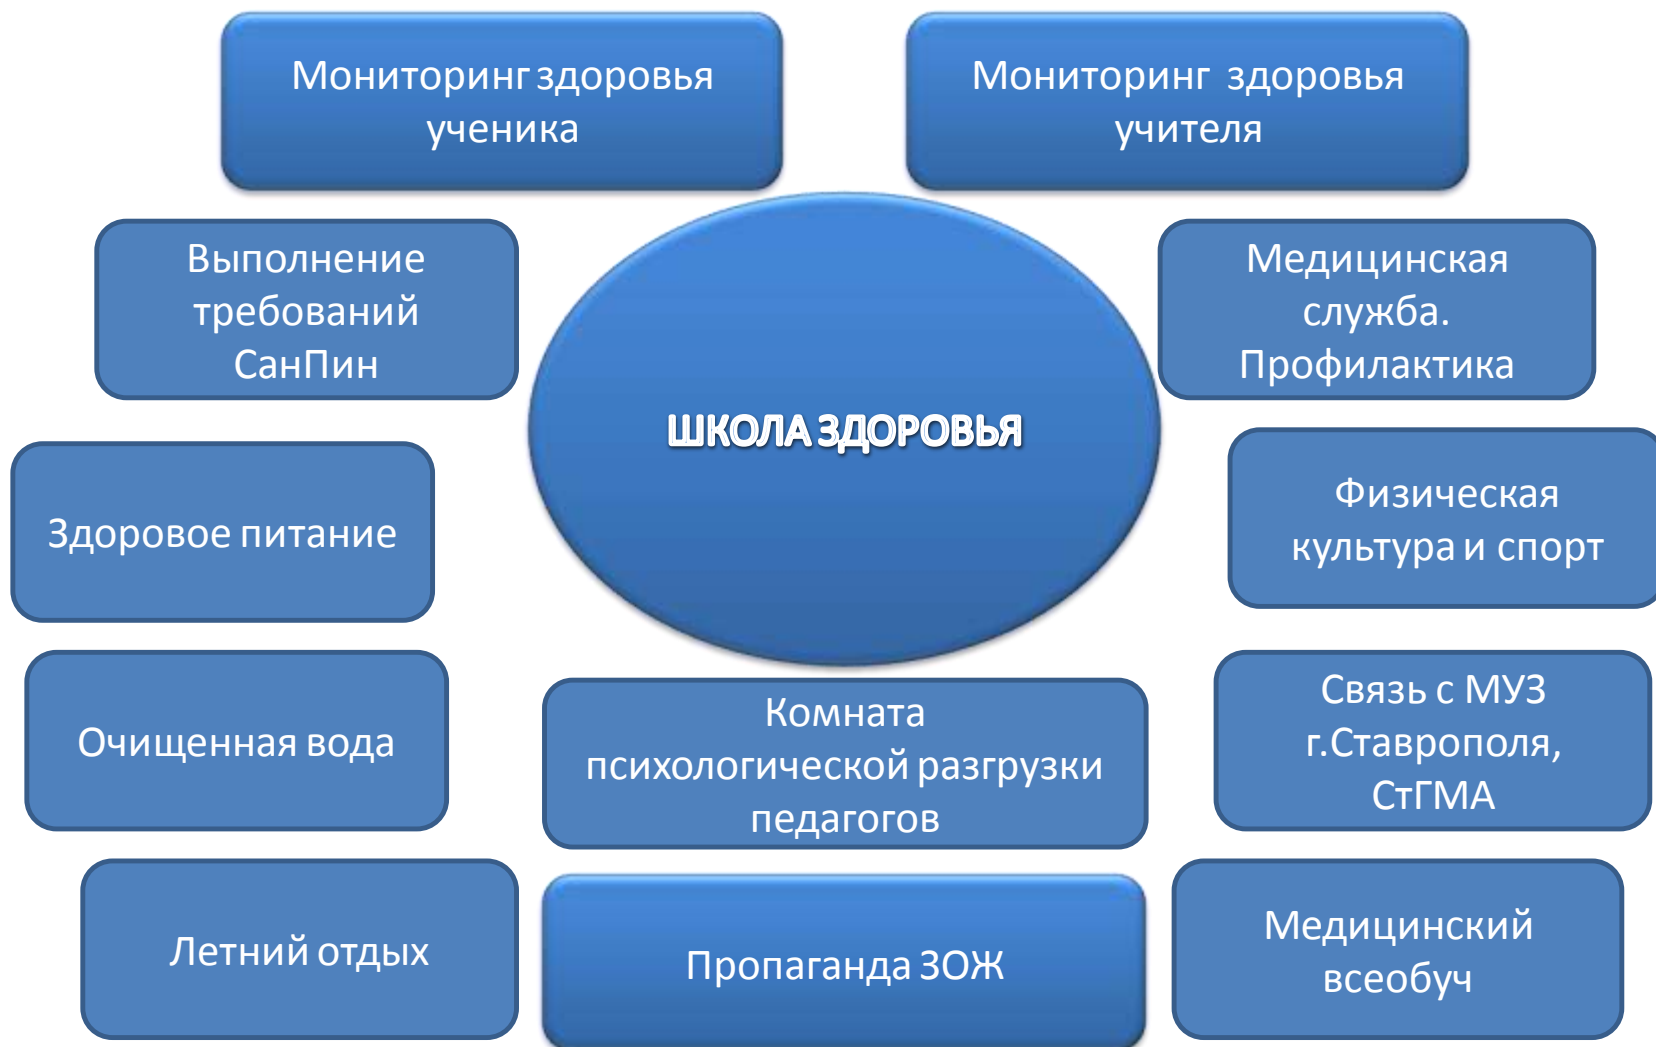 Мониторинг здоровья
ученика
Мониторинг здоровья
учителя
Выполнение
требований
СанПин
Медицинская
служба.
Профилактика
ШКОЛА ЗДОРОВЬЯ
Здоровое питание
Физическая
культура и спорт
Очищенная вода
Комната
психологической разгрузки
педагогов
Связь с МУЗ
г.Ставрополя,
СтГМА
Летний отдых
Пропаганда ЗОЖ
Медицинский
всеобуч